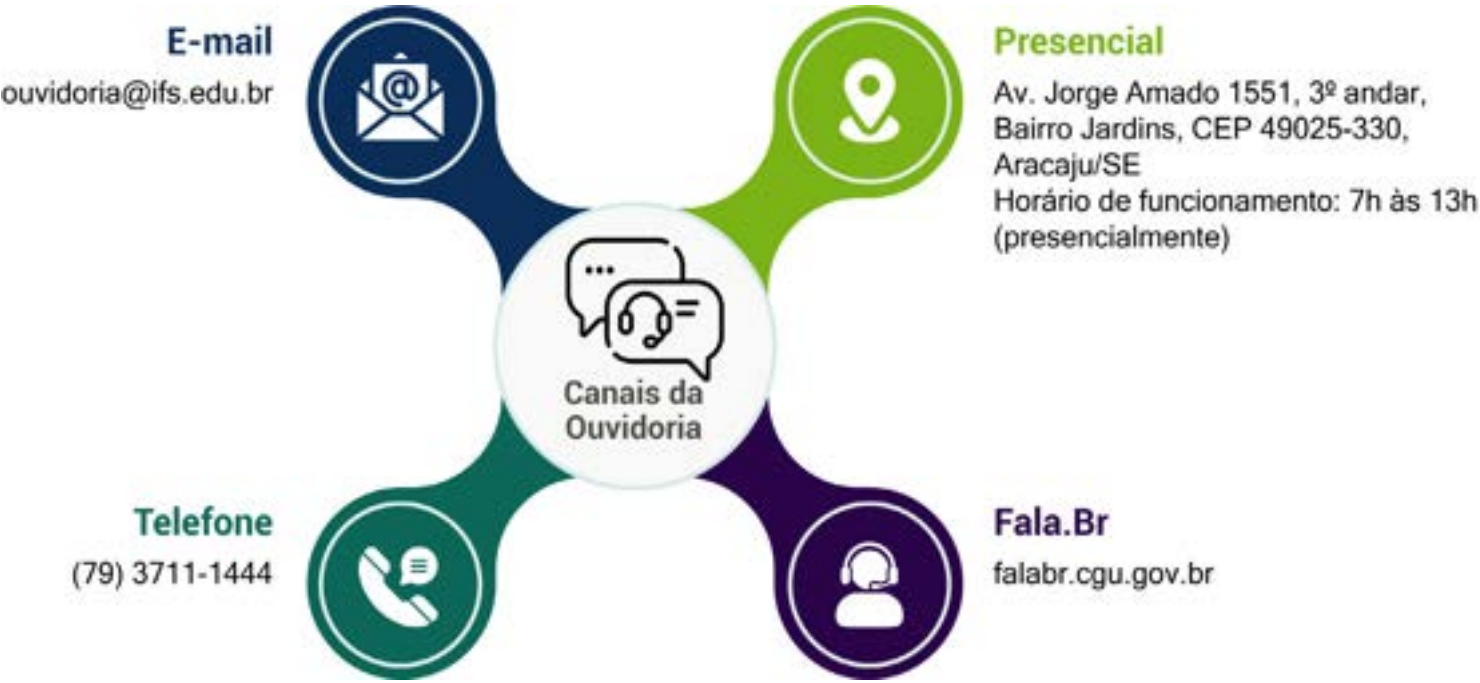 E-mail
ouvidoria@ifs.edu.br
Presencial
Av. Jorge Amado 1551, 3º andar,
Bairro Jardins, CEP 49025-330,
Aracaju/SE
Horário de funcionamento: 7h às 13h
(presencialmente)
Canais da
Ouvidoria
Telefone
(79) 3711-1444
Fala.Br
falabr.cgu.gov.br